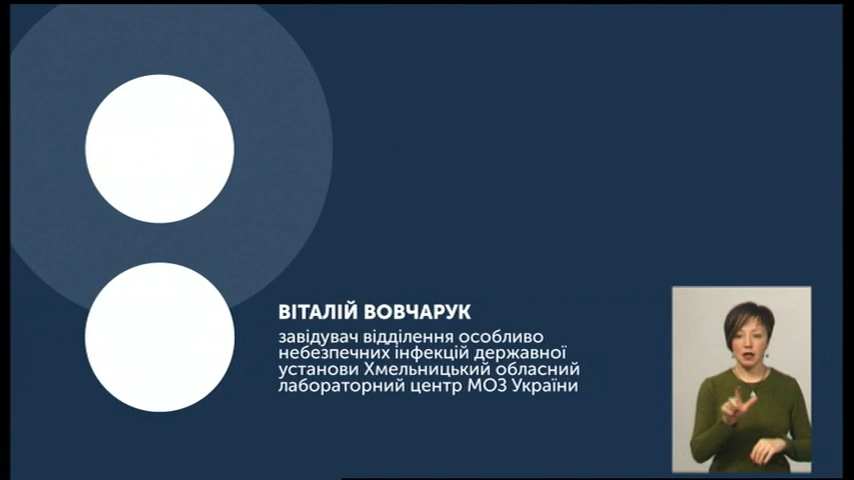 ВІТАЛІЙ ВОВЧАРУК
завідувач відділення особливо
небезпечних інфекцій державної
установи Хмельницький обласний
лабораторний центр МОЗ України